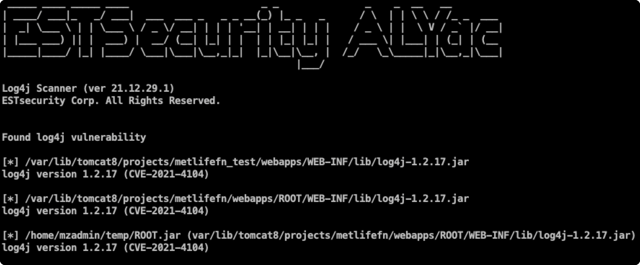 ESTSecurity ALYac
Log4j Scanner (ver 21.12.29.1)
ESTsecurity Corp. All Rights Reserved.
Found log4j vulnerability
[*] /var/lib/tomcat8/projects/metlifefn_test/webapps/WEB-INF/lib/log4j-1.2.17.jar
log4j version 1.2.17 (CVE-2021-4104)
[*] /var/lib/tomcat8/projects/metlifefn/webapps/ROOT/WEB-INF/lib/log4j-1.2.17.jar
log4j version 1.2.17 (CVE-2021-4104)
[*] /home/mzadmin/temp/ROOT.jar (var/lib/tomcat8/projects/metlifefn/webapps/ROOT/WEB-INF/lib/log4j-1.2.17.jar)
log4j version 1.2.17 (CVE-2021-4104)